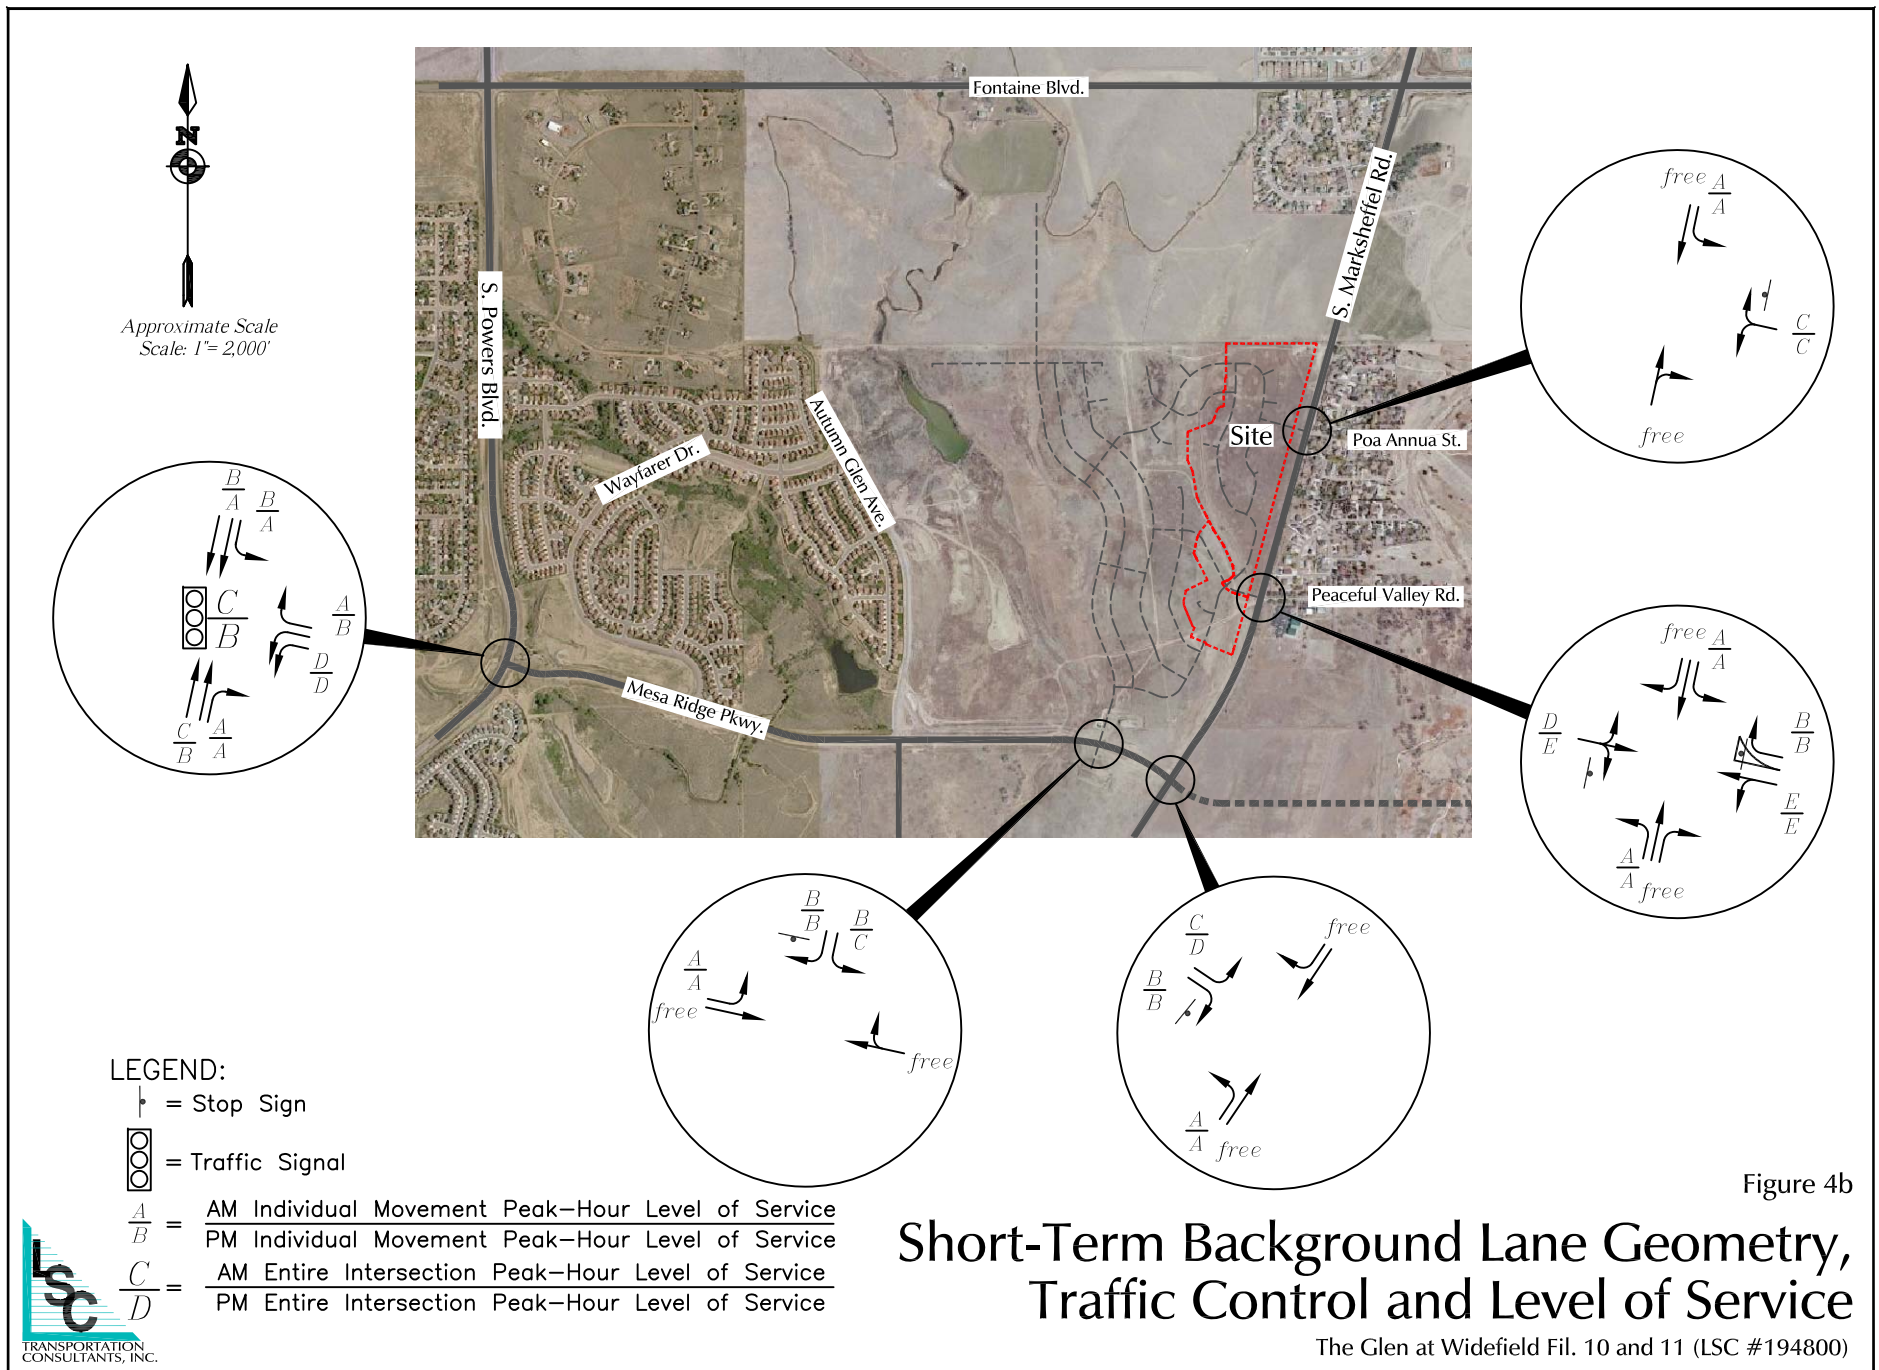 N
Approximate Scale
Scale: 1"= 2,000'
Fontaine Blvd.
S. Marksheffel Rd.
S. Powers Blvd.
Autumn Glen Ave.
Wayfarer Dr.
Mesa Ridge Pkwy.
Site
Poa Annua St.
Peaceful Valley Rd.
free A
A
C
C
free
B
A
B
A
C
B
A
B
D
D
C
B
A
A
free A
A
D
E
B
B
E
E
A
A free
B
B
B
C
A
A
free
free
C
D
B
B
free
A
A free
LEGEND:
= Stop Sign
= Traffic Signal
A
B
=
AM Individual Movement Peak-Hour Level of Service
PM Individual Movement Peak-Hour Level of Service
C
D
=
AM Entire Intersection Peak-Hour Level of Service
PM Entire Intersection Peak-Hour Level of Service
LSC
TRANSPORTATION
CONSULTANTS, INC.
Figure 4b
Short-Term Background Lane Geometry,
Traffic Control and Level of Service
The Glen at Widefield Fil. 10 and 11 (LSC #194800)